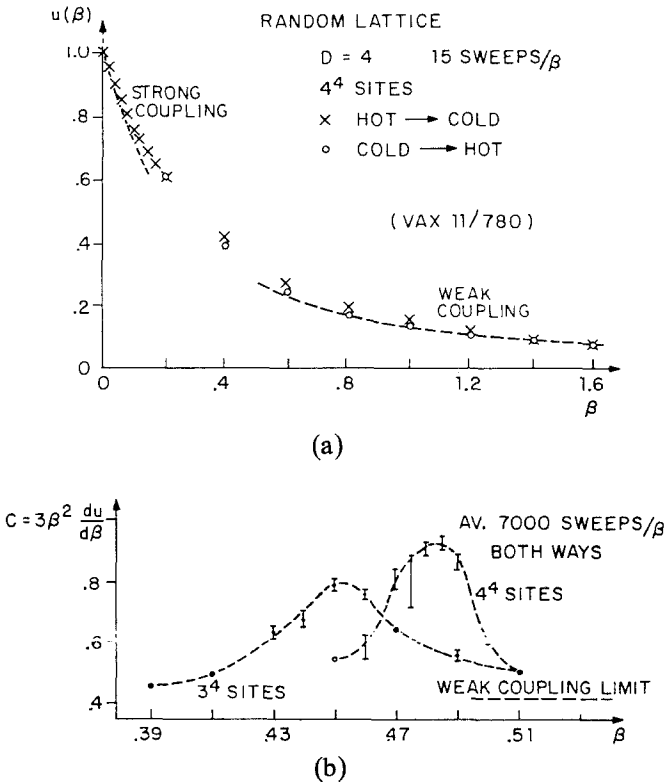 u(β)
RANDOM LATTICE
D = 4 15 SWEEPS/β
4⁴ SITES
× HOT → COLD
o COLD → HOT
STRONG
COUPLING
(VAX 11/780)
WEAK
COUPLING
1.0
.8
.6
.4
.2
0
0 .4 .8 1.2 1.6
β
(a)
C = 3β² du/dβ
AV. 7000 SWEEPS/β
BOTH WAYS
4⁴ SITES
3⁴ SITES
WEAK COUPLING LIMIT
.8
.6
.4
.39 .43 .47 .51 β
(b)